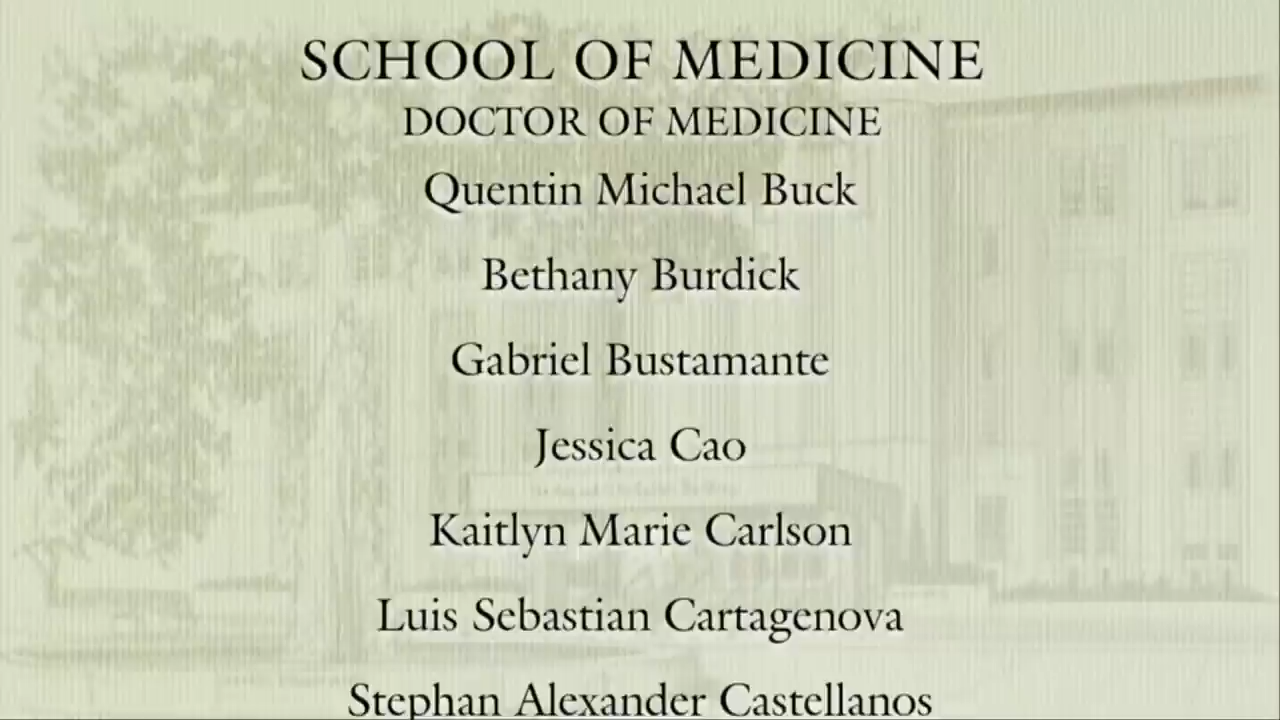 SCHOOL OF MEDICINE
DOCTOR OF MEDICINE
Quentin Michael Buck
Bethany Burdick
Gabriel Bustamante
Jessica Cao
Kaitlyn Marie Carlson
Luis Sebastian Cartagenova
Stephan Alexander Castellanos